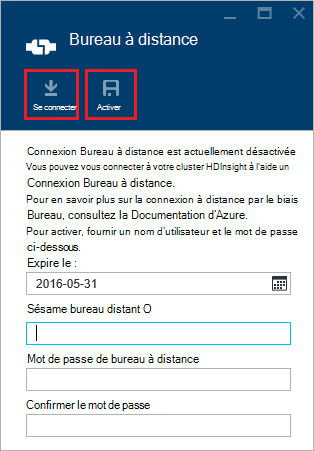 Bureau à distance
Se connecter
Activer
Connexion Bureau à distance est actuellement désactivée
Vous pouvez vous connecter à votre cluster HDInsight à l'aide un
Connexion Bureau à distance.
Pour en savoir plus sur la connexion à distance par le biais
Bureau, consultez la Documentation d'Azure.
Pour activer, fournir un nom d'utilisateur et le mot de passe
ci-dessous.
Expire le :
2016-05-31
Sésame bureau distant O
Mot de passe de bureau à distance
Confirmer le mot de passe